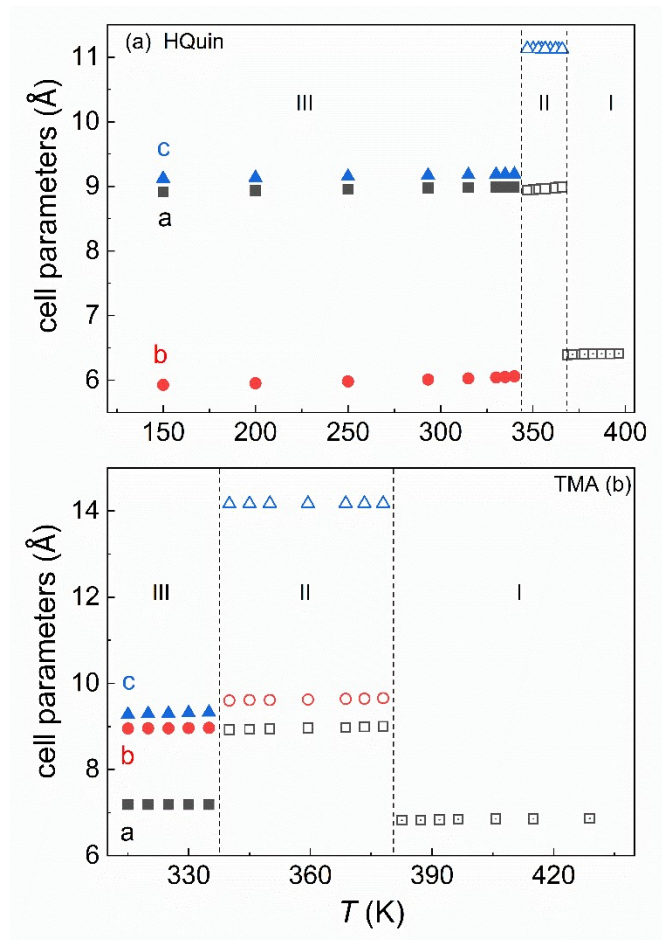 (a) HQuin
11
10
9
8
7
6
cell parameters (Å)
III
II
I
c
a
b
150
200
250
300
350
400
TMA (b)
14
12
10
8
6
cell parameters (Å)
III
II
I
c
b
a
330
360
390
420
T (K)